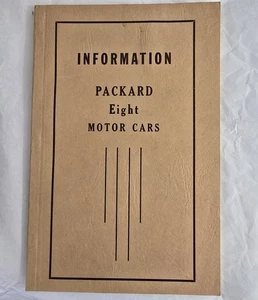 INFORMATION
PACKARD
Eight
MOTOR CARS